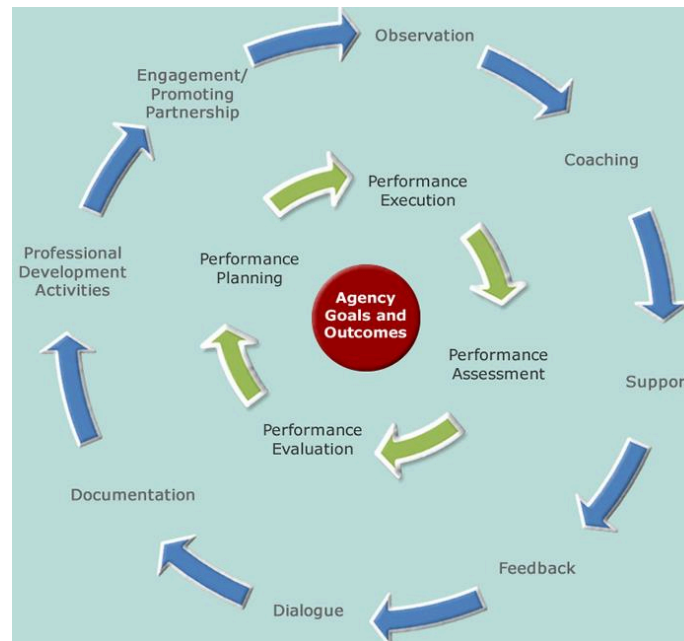 Observation
Engagement/
Promoting
Partnership
Coaching
Performance
Execution
Professional
Development
Activities
Performance
Planning
Agency
Goals and
Outcomes
Performance
Assessment
Support
Performance
Evaluation
Documentation
Feedback
Dialogue